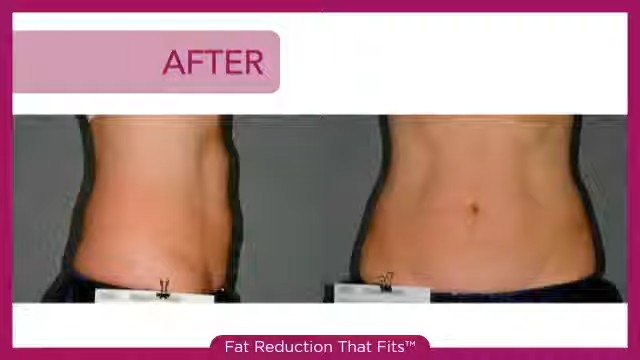 AFTER
Fat Reduction That Fits™